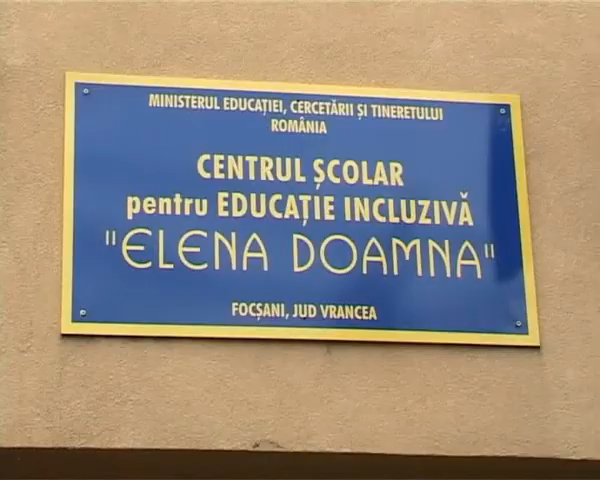 MINISTERUL EDUCAȚIEI, CERCETĂRII ȘI TINERETULUI
ROMÂNIA
CENTRUL ȘCOLAR
pentru EDUCAȚIE INCLUZIVĂ
"ELENA DOAMNA"
FOCȘANI, JUD VRANCEA